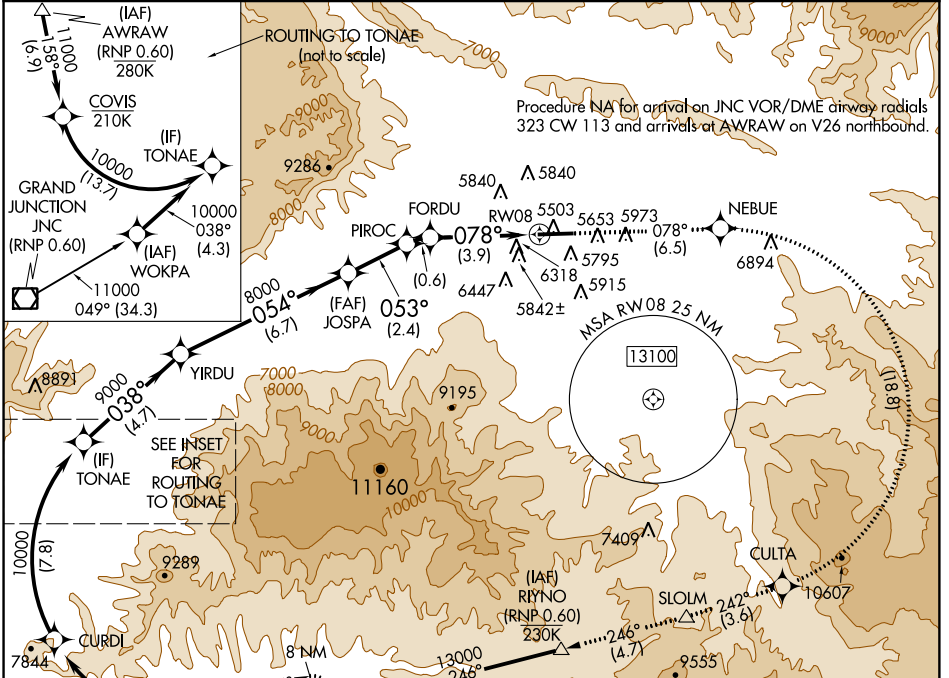 (IAF)
AWRAW
(RNP 0.60)
280K
11000
158°
(6.9)
ROUTING TO TONAE
(not to scale)
COVIS
210K
(IF)
TONAE
10000
(13.7)
GRAND
JUNCTION
JNC
(RNP 0.60)
10000
038°
(4.3)
(IAF)
WOKPA
11000
049° (34.3)
7000
9000
9000
8000
9286
Procedure NA for arrival on JNC VOR/DME airway radials
323 CW 113 and arrivals at AWRAW on V26 northbound.
5840
5840
FORDU
PIROC
RW08
5503
5653
5973
NEBUE
078°
(3.9)
078°
(6.5)
(0.6)
6318
5795
6894
6447
5842±
5915
8000
054°
(6.7)
(FAF)
JOSPA
053°
(2.4)
MSA RW08 25 NM
13100
YIRDU
7000
8000
8891
9000
038°
(4.7)
9195
9000
(18.8)
(IF)
TONAE
SEE INSET
FOR
ROUTING
TO TONAE
11160
10000
10000
(7.8)
7409
9289
CULTA
(IAF)
RIYNO
(RNP 0.60)
230K
SLOLM
242°
(3.6)
10607
CURDI
7844
8 NM
13000
246°
246°
(4.7)
9555